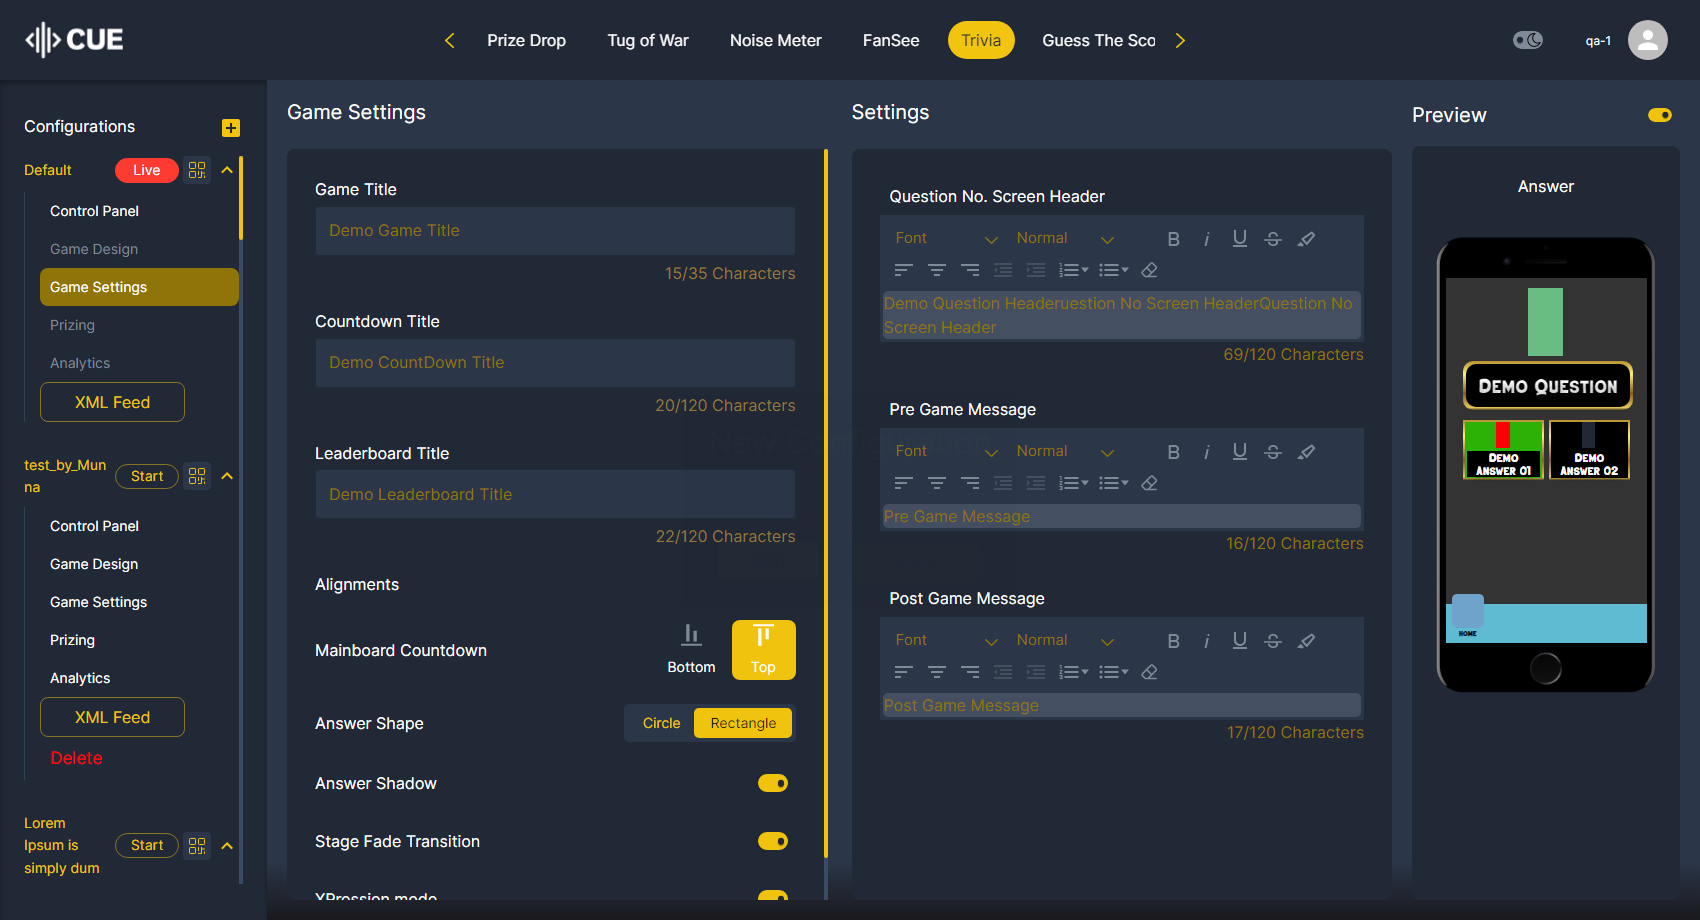 CUE
Prize Drop
Tug of War
Noise Meter
FanSee
Trivia
Guess The Sco
qa-1
Configurations
Default
Live
Control Panel
Game Design
Game Settings
Prizing
Analytics
XML Feed
test_by_Mun
na
Start
Control Panel
Game Design
Game Settings
Prizing
Analytics
XML Feed
Delete
Lorem
Ipsum is
simply dum
Start
Game Settings
Game Title
Demo Game Title
15/35 Characters
Countdown Title
Demo CountDown Title
20/120 Characters
Leaderboard Title
Demo Leaderboard Title
22/120 Characters
Alignments
Mainboard Countdown
Bottom
Top
Answer Shape
Circle
Rectangle
Answer Shadow
Stage Fade Transition
XPression mode
Settings
Question No. Screen Header
Font
Normal
B i U S
Demo Question Headeruestion No Screen HeaderQuestion No
Screen Header
69/120 Characters
Pre Game Message
Font
Normal
B i U S
Pre Game Message
16/120 Characters
Post Game Message
Font
Normal
B i U S
Post Game Message
17/120 Characters
Preview
Answer
Demo Question
Demo
Answer 01
Demo
Answer 02
HOME